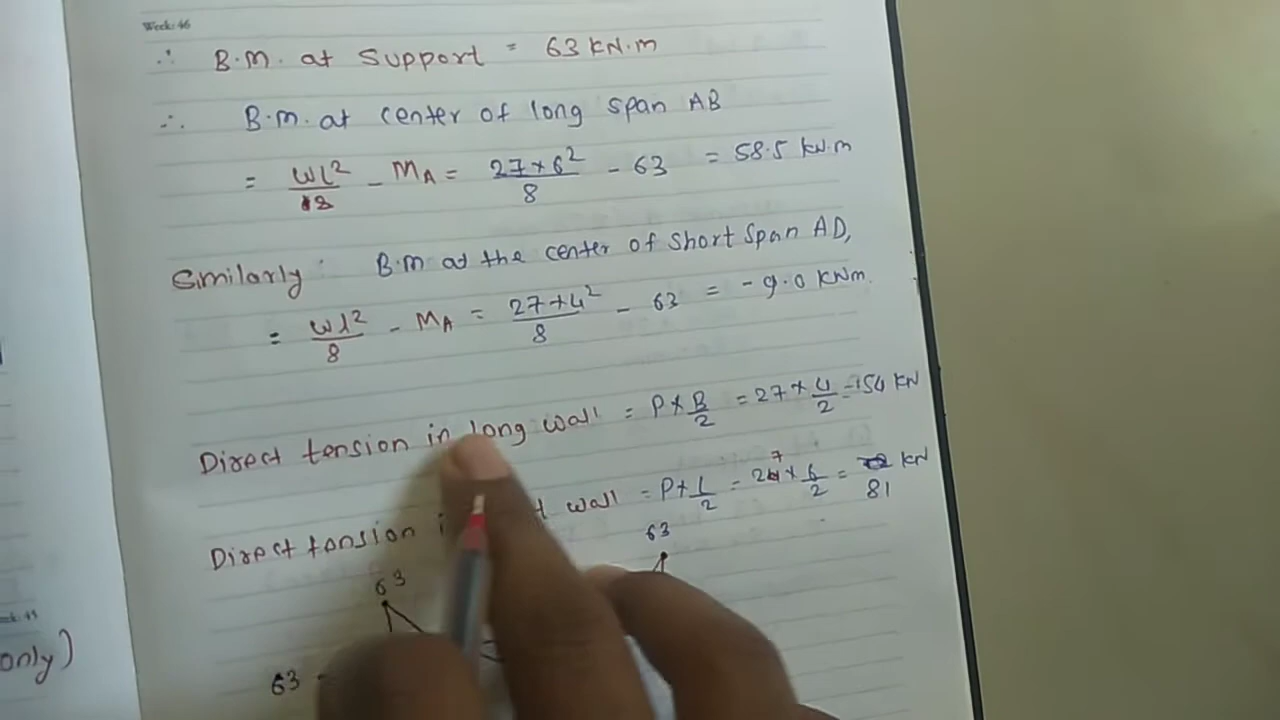 Week: 46
∴ B.M. at Support = 63 KN.m
∴ B.M. at center of long span AB
= wl²/8 - MA = 27×6²/8 - 63 = 58.5 kN.m
Similarly: B.M at the center of Short Span AD,
= wl²/8 - MA = 27×4²/8 - 63 = -9.0 KNm.
Direct tension in long wall = P×B/2 = 27×4/2 = 54 KN
Direct tension wall = P×L/2 = 27×6/2 = 81 KN
63
63
63
only)